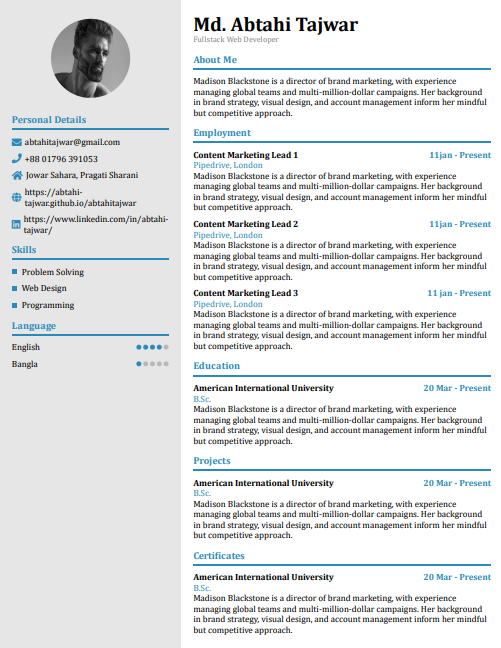 Personal Details
abtahitajwar@gmail.com
+88 01796 391053
Jowar Sahara, Pragati Sharani
https://abtahi-
tajwar.github.io/abtahitajwar
https://www.linkedin.com/in/abtahi-
tajwar/
Skills
Problem Solving
Web Design
Programming
Language
English
Bangla
Md. Abtahi Tajwar
Fullstack Web Developer
About Me
Madison Blackstone is a director of brand marketing, with experience
managing global teams and multi-million-dollar campaigns. Her background
in brand strategy, visual design, and account management inform her mindful
but competitive approach.
Employment
Content Marketing Lead 1 11jan - Present
Pipedrive, London
Madison Blackstone is a director of brand marketing, with experience
managing global teams and multi-million-dollar campaigns. Her background
in brand strategy, visual design, and account management inform her mindful
but competitive approach.
Content Marketing Lead 2 11jan - Present
Pipedrive, London
Madison Blackstone is a director of brand marketing, with experience
managing global teams and multi-million-dollar campaigns. Her background
in brand strategy, visual design, and account management inform her mindful
but competitive approach.
Content Marketing Lead 3 11 jan - Present
Pipedrive, London
Madison Blackstone is a director of brand marketing, with experience
managing global teams and multi-million-dollar campaigns. Her background
in brand strategy, visual design, and account management inform her mindful
but competitive approach.
Education
American International University 20 Mar - Present
B.Sc.
Madison Blackstone is a director of brand marketing, with experience
managing global teams and multi-million-dollar campaigns. Her background
in brand strategy, visual design, and account management inform her mindful
but competitive approach.
Projects
American International University 20 Mar - Present
B.Sc.
Madison Blackstone is a director of brand marketing, with experience
managing global teams and multi-million-dollar campaigns. Her background
in brand strategy, visual design, and account management inform her mindful
but competitive approach.
Certificates
American International University 20 Mar - Present
B.Sc.
Madison Blackstone is a director of brand marketing, with experience
managing global teams and multi-million-dollar campaigns. Her background
in brand strategy, visual design, and account management inform her mindful
but competitive approach.